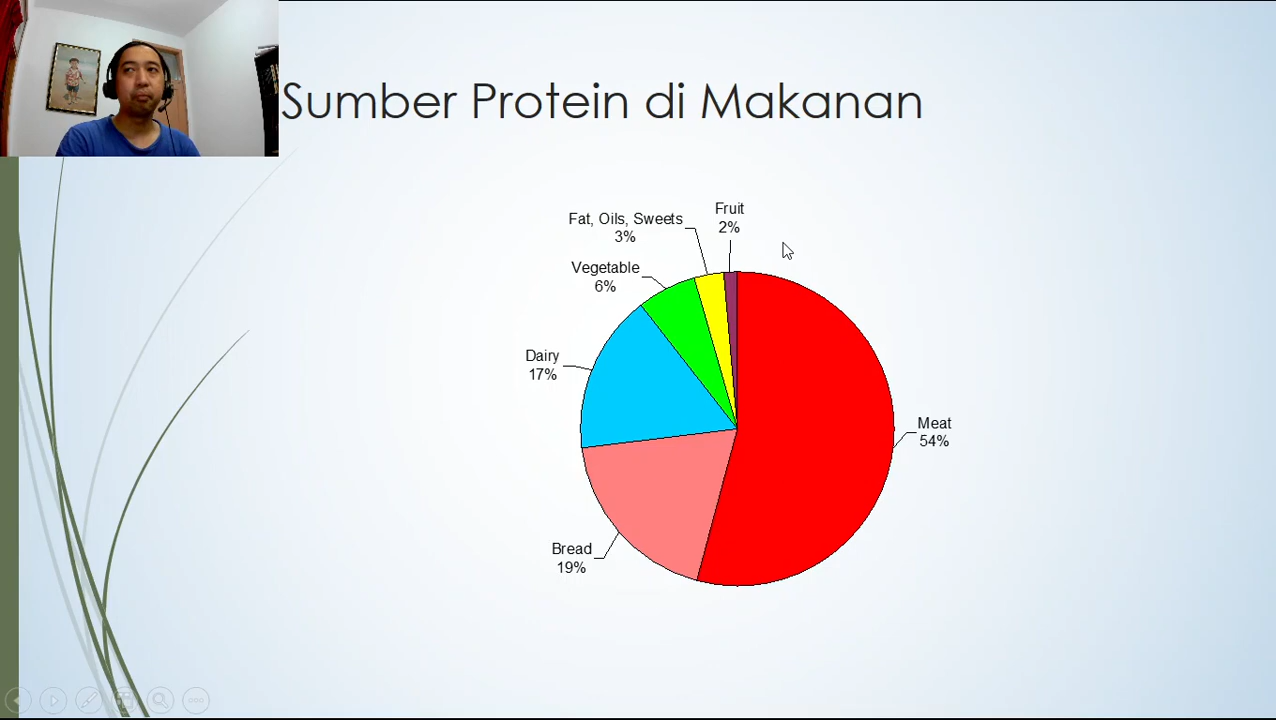 Sumber Protein di Makanan
Fruit
2%
Fat, Oils, Sweets
3%
Vegetable
6%
Dairy
17%
Meat
54%
Bread
19%